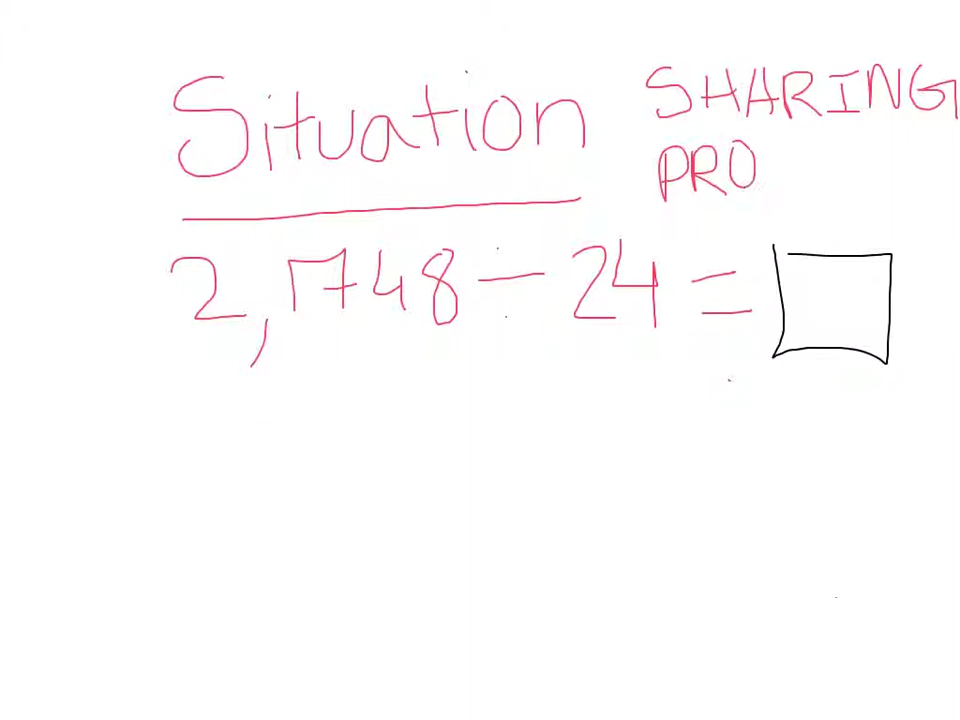 Situation
SHARING
PRO
2,748 ÷ 24 =